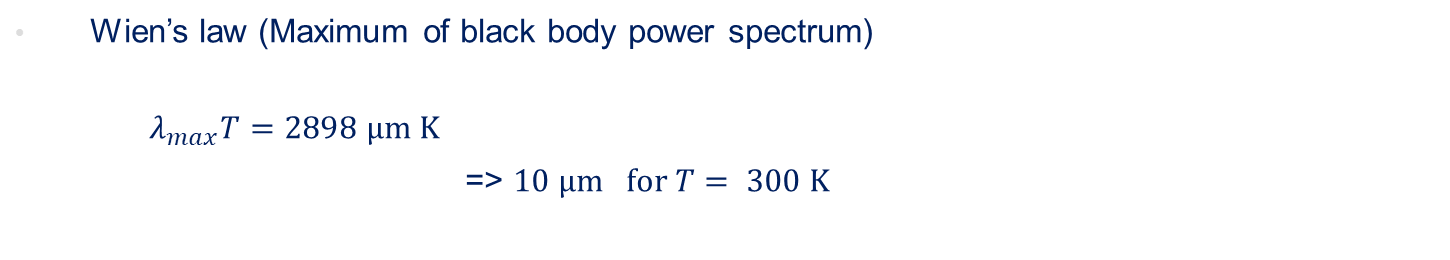 • Wien’s law (Maximum of black body power spectrum)
λₘₐₓT = 2898 μm K
=> 10 μm for T = 300 K